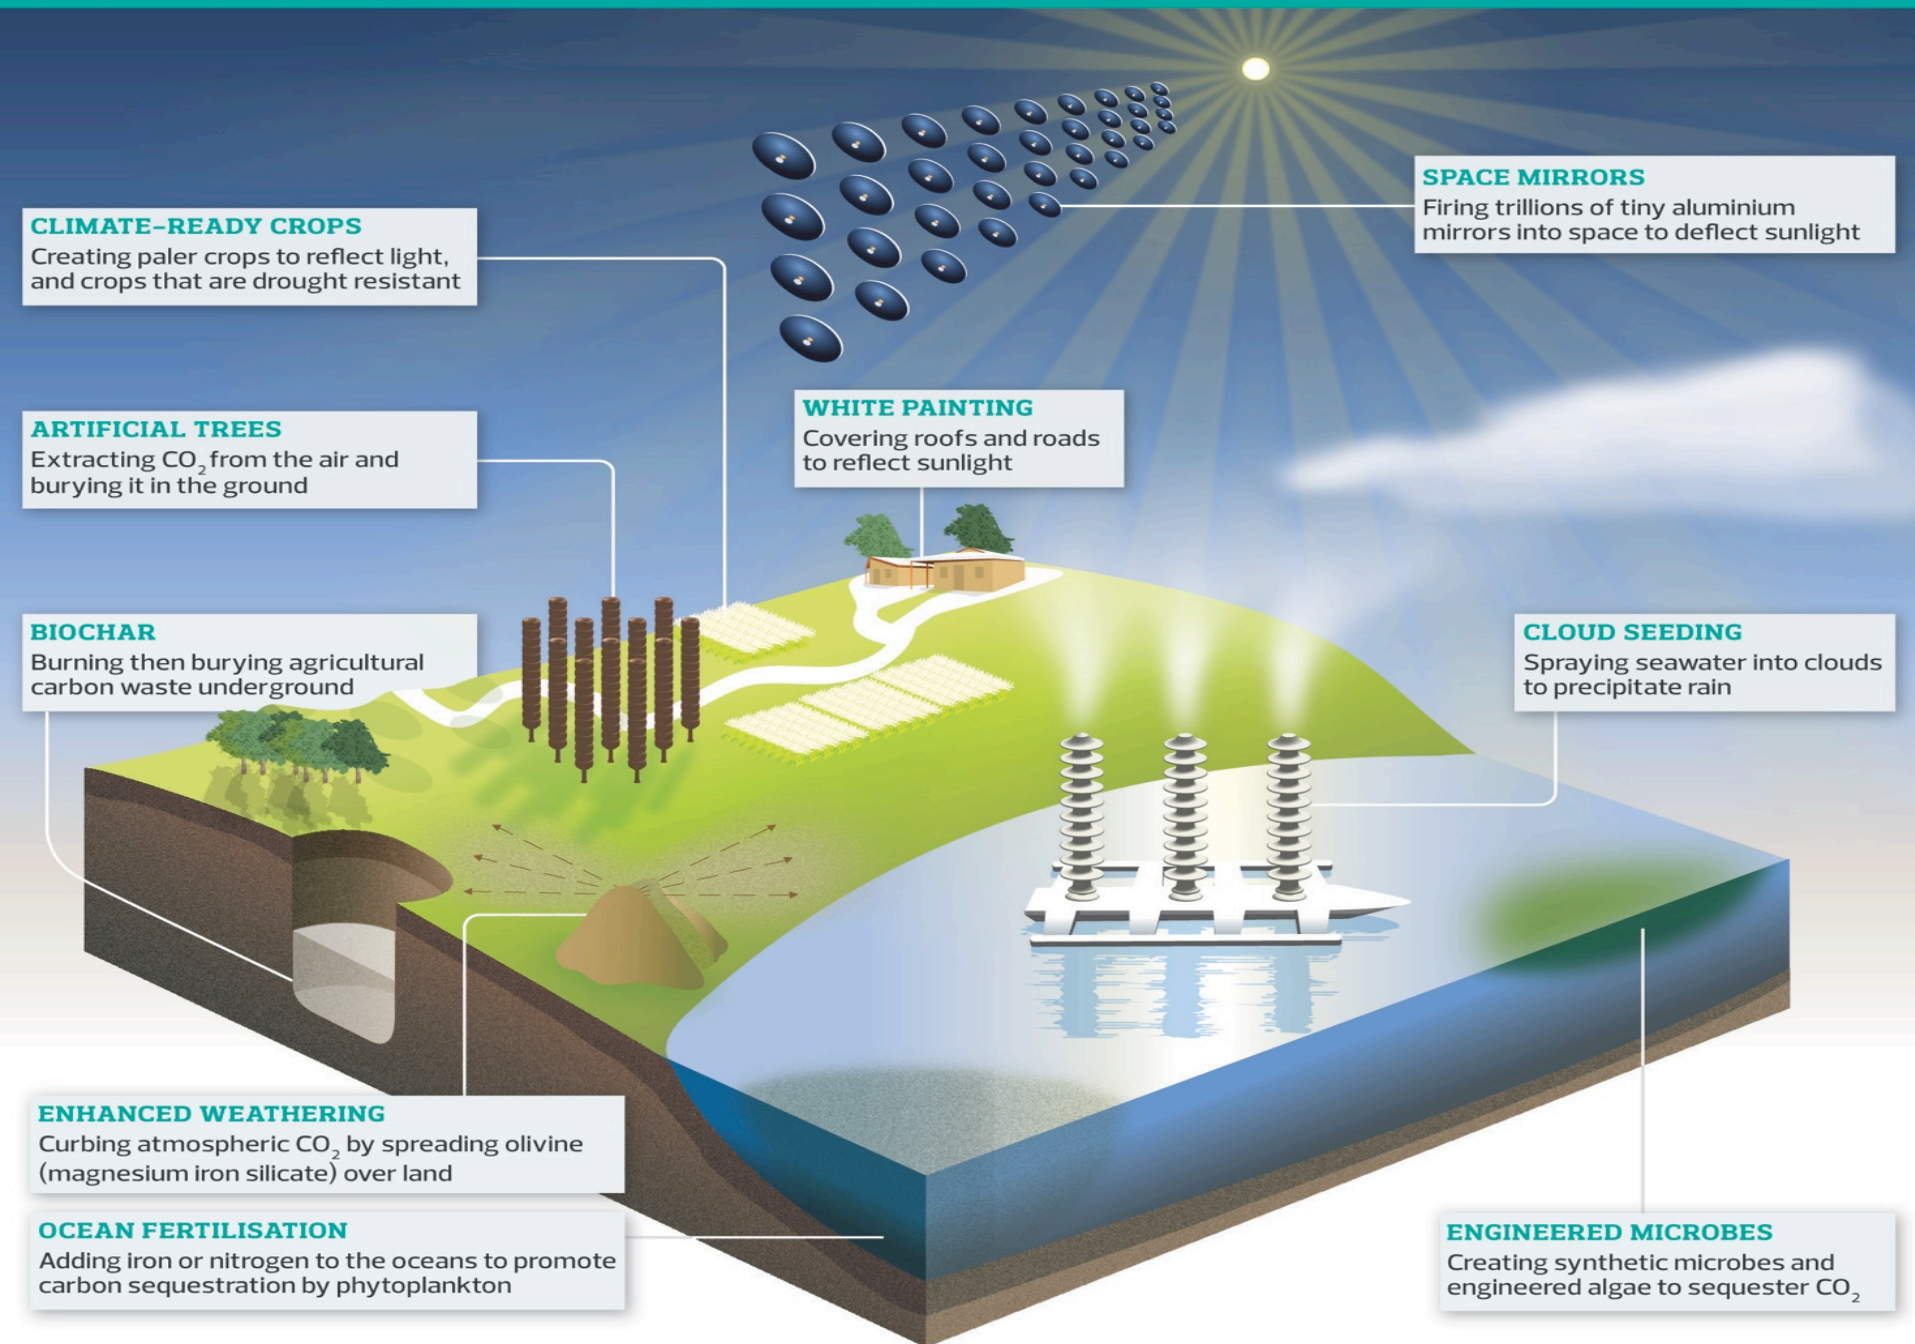 SPACE MIRRORS
Firing trillions of tiny aluminium
mirrors into space to deflect sunlight
CLIMATE-READY CROPS
Creating paler crops to reflect light,
and crops that are drought resistant
WHITE PAINTING
Covering roofs and roads
to reflect sunlight
ARTIFICIAL TREES
Extracting CO₂ from the air and
burying it in the ground
BIOCHAR
Burning then burying agricultural
carbon waste underground
CLOUD SEEDING
Spraying seawater into clouds
to precipitate rain
ENHANCED WEATHERING
Curbing atmospheric CO₂ by spreading olivine
(magnesium iron silicate) over land
OCEAN FERTILISATION
Adding iron or nitrogen to the oceans to promote
carbon sequestration by phytoplankton
ENGINEERED MICROBES
Creating synthetic microbes and
engineered algae to sequester CO₂